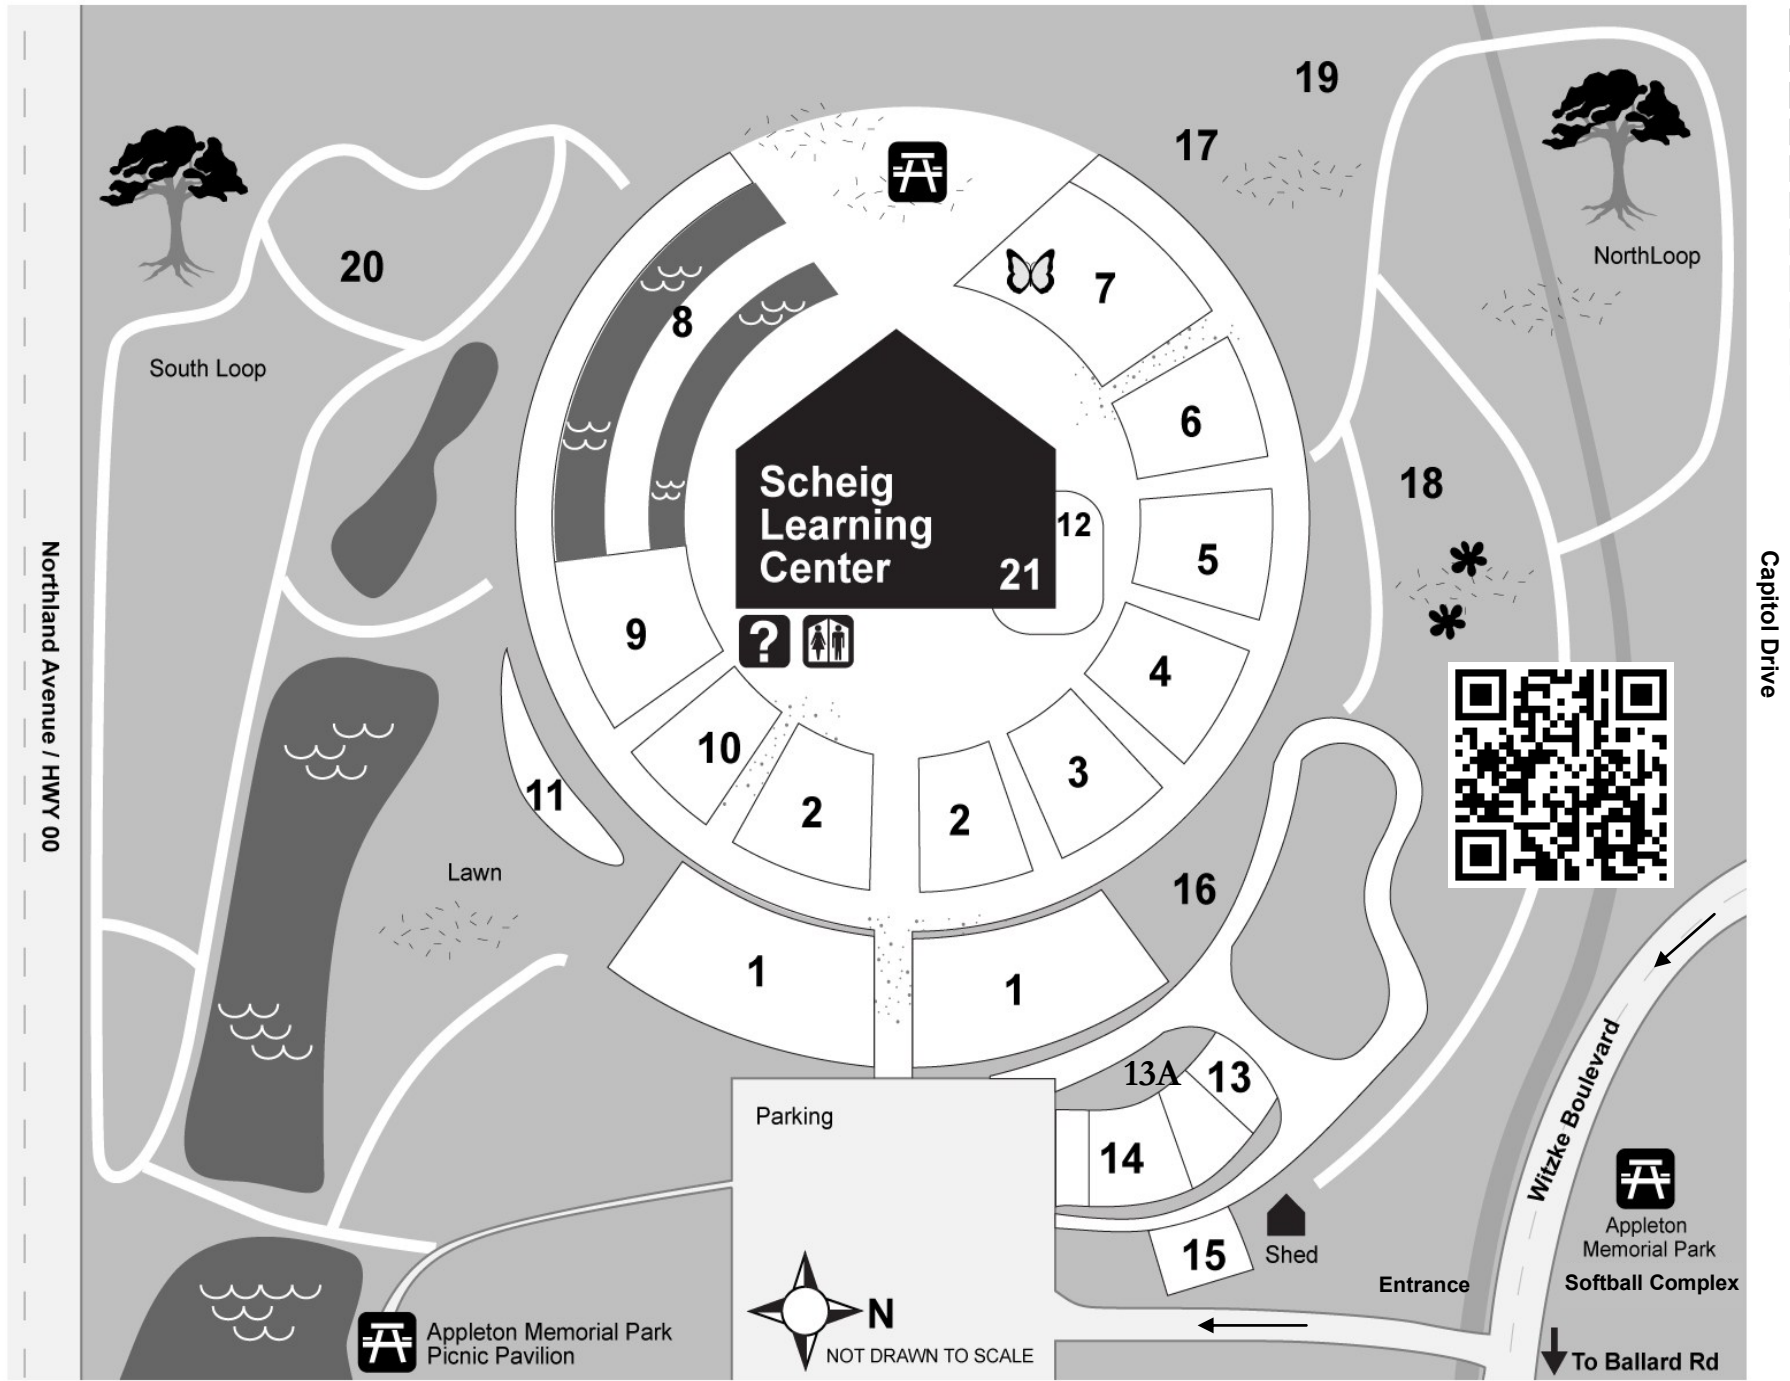 19
17
NorthLoop
20
7
8
South Loop
6
Scheig
Learning
Center
21
12
18
5
Northland Avenue / HWY 00
Capitol Drive
?
9
4
10
3
11
2
2
Lawn
16
1
1
13A
13
Parking
14
Witzke Boulevard
15
Shed
Appleton
Memorial Park
Softball Complex
Entrance
N
NOT DRAWN TO SCALE
Appleton Memorial Park
Picnic Pavilion
To Ballard Rd